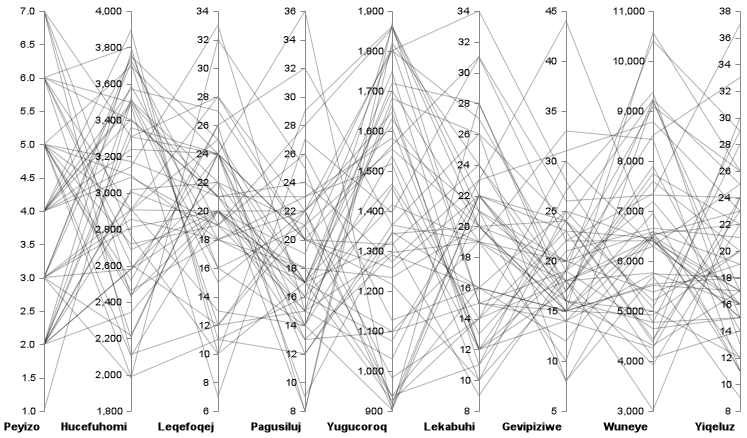 7.0 4,000 34 36 1,900 34 45 11,000 38
6.5 3,800 32 34 1,800 32 40 10,000 36
6.0 3,600 30 32 1,700 30 35 9,000 34
5.5 3,400 28 30 1,600 28 30 8,000 32
5.0 3,200 26 28 1,500 26 25 7,000 30
4.5 3,000 24 26 1,400 24 20 6,000 28
4.0 2,800 22 24 1,300 22 15 5,000 26
3.5 2,600 20 22 1,200 20 10 4,000 24
3.0 2,400 18 20 1,100 18 5 3,000 22
2.5 2,200 16 18 1,000 16 20
2.0 2,000 14 16 900 14 18
1.5 1,800 12 14 12 16
1.0 10 12 10 14
8 10 8 12
6 8 10
8
Peyizo Hucefuhomi Leqefoqej Pagusiluj Yugucoroq Lekabuhi Gevipiziwe Wuneye Yiqeluz